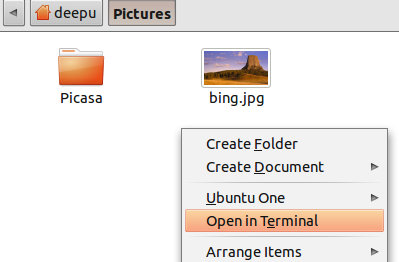 deepu Pictures
Picasa bing.jpg
Create Folder
Create Document
Ubuntu One
Open in Terminal
Arrange Items